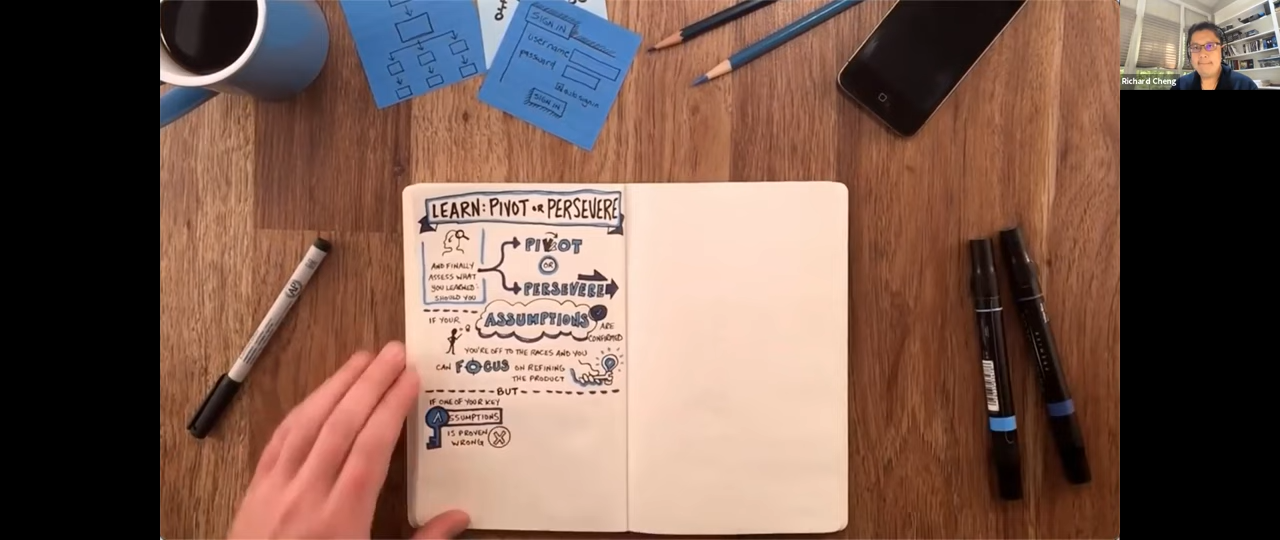 SIGN IN
username
password
SIGN IN
Richard Cheng
LEARN: PIVOT OR PERSEVERE
AND FINALLY
ASSESS WHAT
YOU LEARNED:
SHOULD YOU
PIVOT
OR
PERSEVERE
IF YOUR
ASSUMPTIONS
ARE
CONFIRMED
YOU'RE OFF TO THE RACES AND YOU
CAN FOCUS ON REFINING
THE PRODUCT
BUT
IF ONE OF YOUR KEY
ASSUMPTIONS
IS PROVEN
WRONG